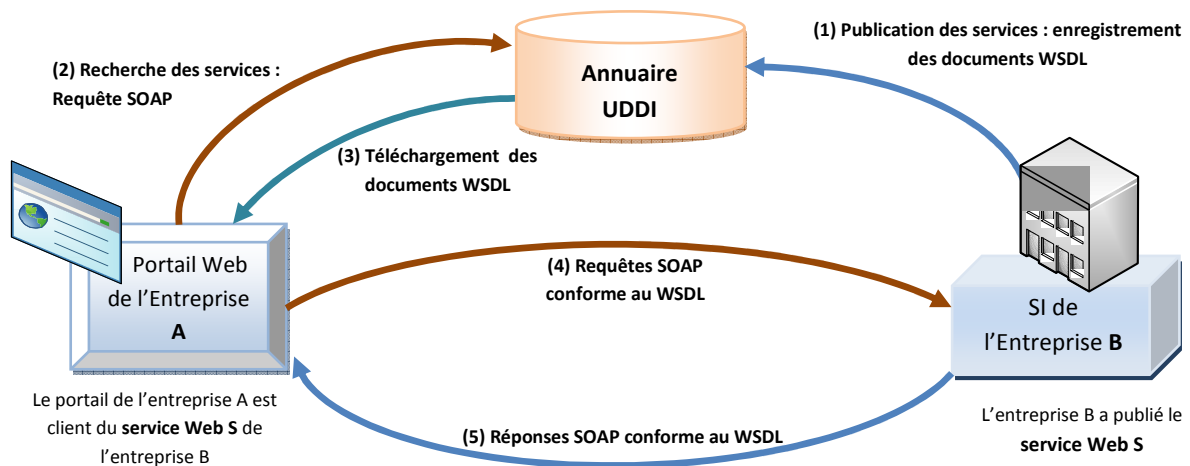 (1) Publication des services : enregistrement
des documents WSDL
(2) Recherche des services :
Requête SOAP
Annuaire
UDDI
(3) Téléchargement des
documents WSDL
Portail Web
de l’Entreprise
A
(4) Requêtes SOAP
conforme au WSDL
SI de
l’Entreprise B
Le portail de l’entreprise A est
client du service Web S de
l’entreprise B
(5) Réponses SOAP conforme au WSDL
L’entreprise B a publié le
service Web S